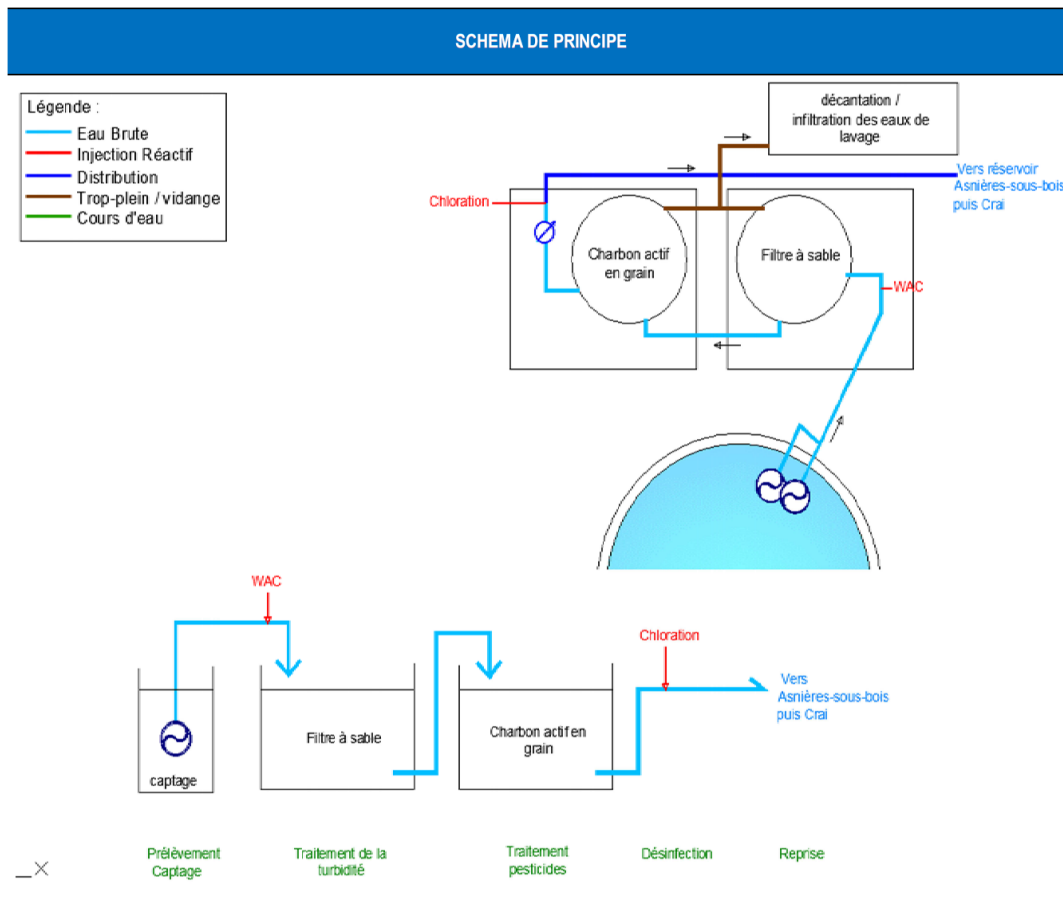 SCHEMA DE PRINCIPE
Légende :
Eau Brute
Injection Réactif
Distribution
Trop-plein / vidange
Cours d'eau
décantation /
infiltration des eaux de
lavage
Vers réservoir
Asnières-sous-bois
puis Crai
Chloration
Charbon actif
en grain
Filtre à sable
WAC
WAC
Chloration
Vers
Asnières-sous-bois
puis Crai
Filtre à sable
Charbon actif en
grain
captage
Prélèvement
Captage
Traitement de la
turbidité
Traitement
pesticides
Désinfection
Reprise